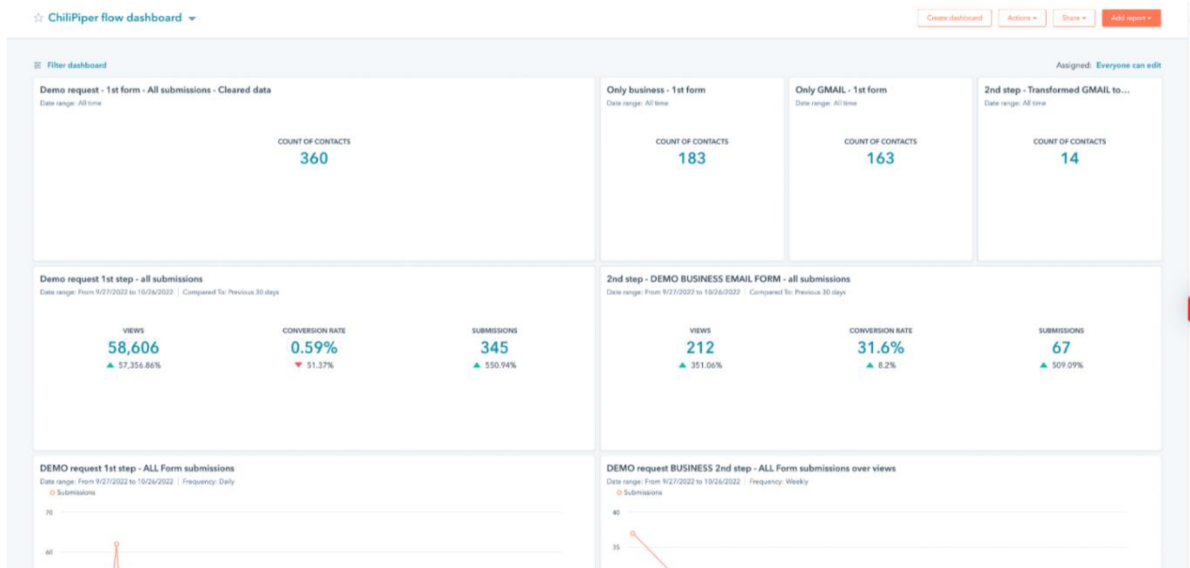 ChiliPiper flow dashboard
Create dashboard
Actions
Share
Add report
Filter dashboard
Assigned: Everyone can edit
Demo request - 1st form - All submissions - Cleared data
Date range: All time
COUNT OF CONTACTS
360
Only business - 1st form
Date range: All time
COUNT OF CONTACTS
183
Only GMAIL - 1st form
Date range: All time
COUNT OF CONTACTS
163
2nd step - Transformed GMAIL to...
Date range: All time
COUNT OF CONTACTS
14
Demo request 1st step - all submissions
Date range: From 9/27/2022 to 10/26/2022 | Compared To: Previous 30 days
VIEWS
58,606
57,356.86%
CONVERSION RATE
0.59%
51.37%
SUBMISSIONS
345
550.94%
2nd step - DEMO BUSINESS EMAIL FORM - all submissions
Date range: From 9/27/2022 to 10/26/2022 | Compared To: Previous 30 days
VIEWS
212
351.06%
CONVERSION RATE
31.6%
8.2%
SUBMISSIONS
67
509.09%
DEMO request 1st step - ALL Form submissions
Date range: From 9/27/2022 to 10/26/2022 | Frequency: Daily
Submissions
70
60
DEMO request BUSINESS 2nd step - ALL Form submissions over views
Date range: From 9/27/2022 to 10/26/2022 | Frequency: Weekly
Submissions
40
35